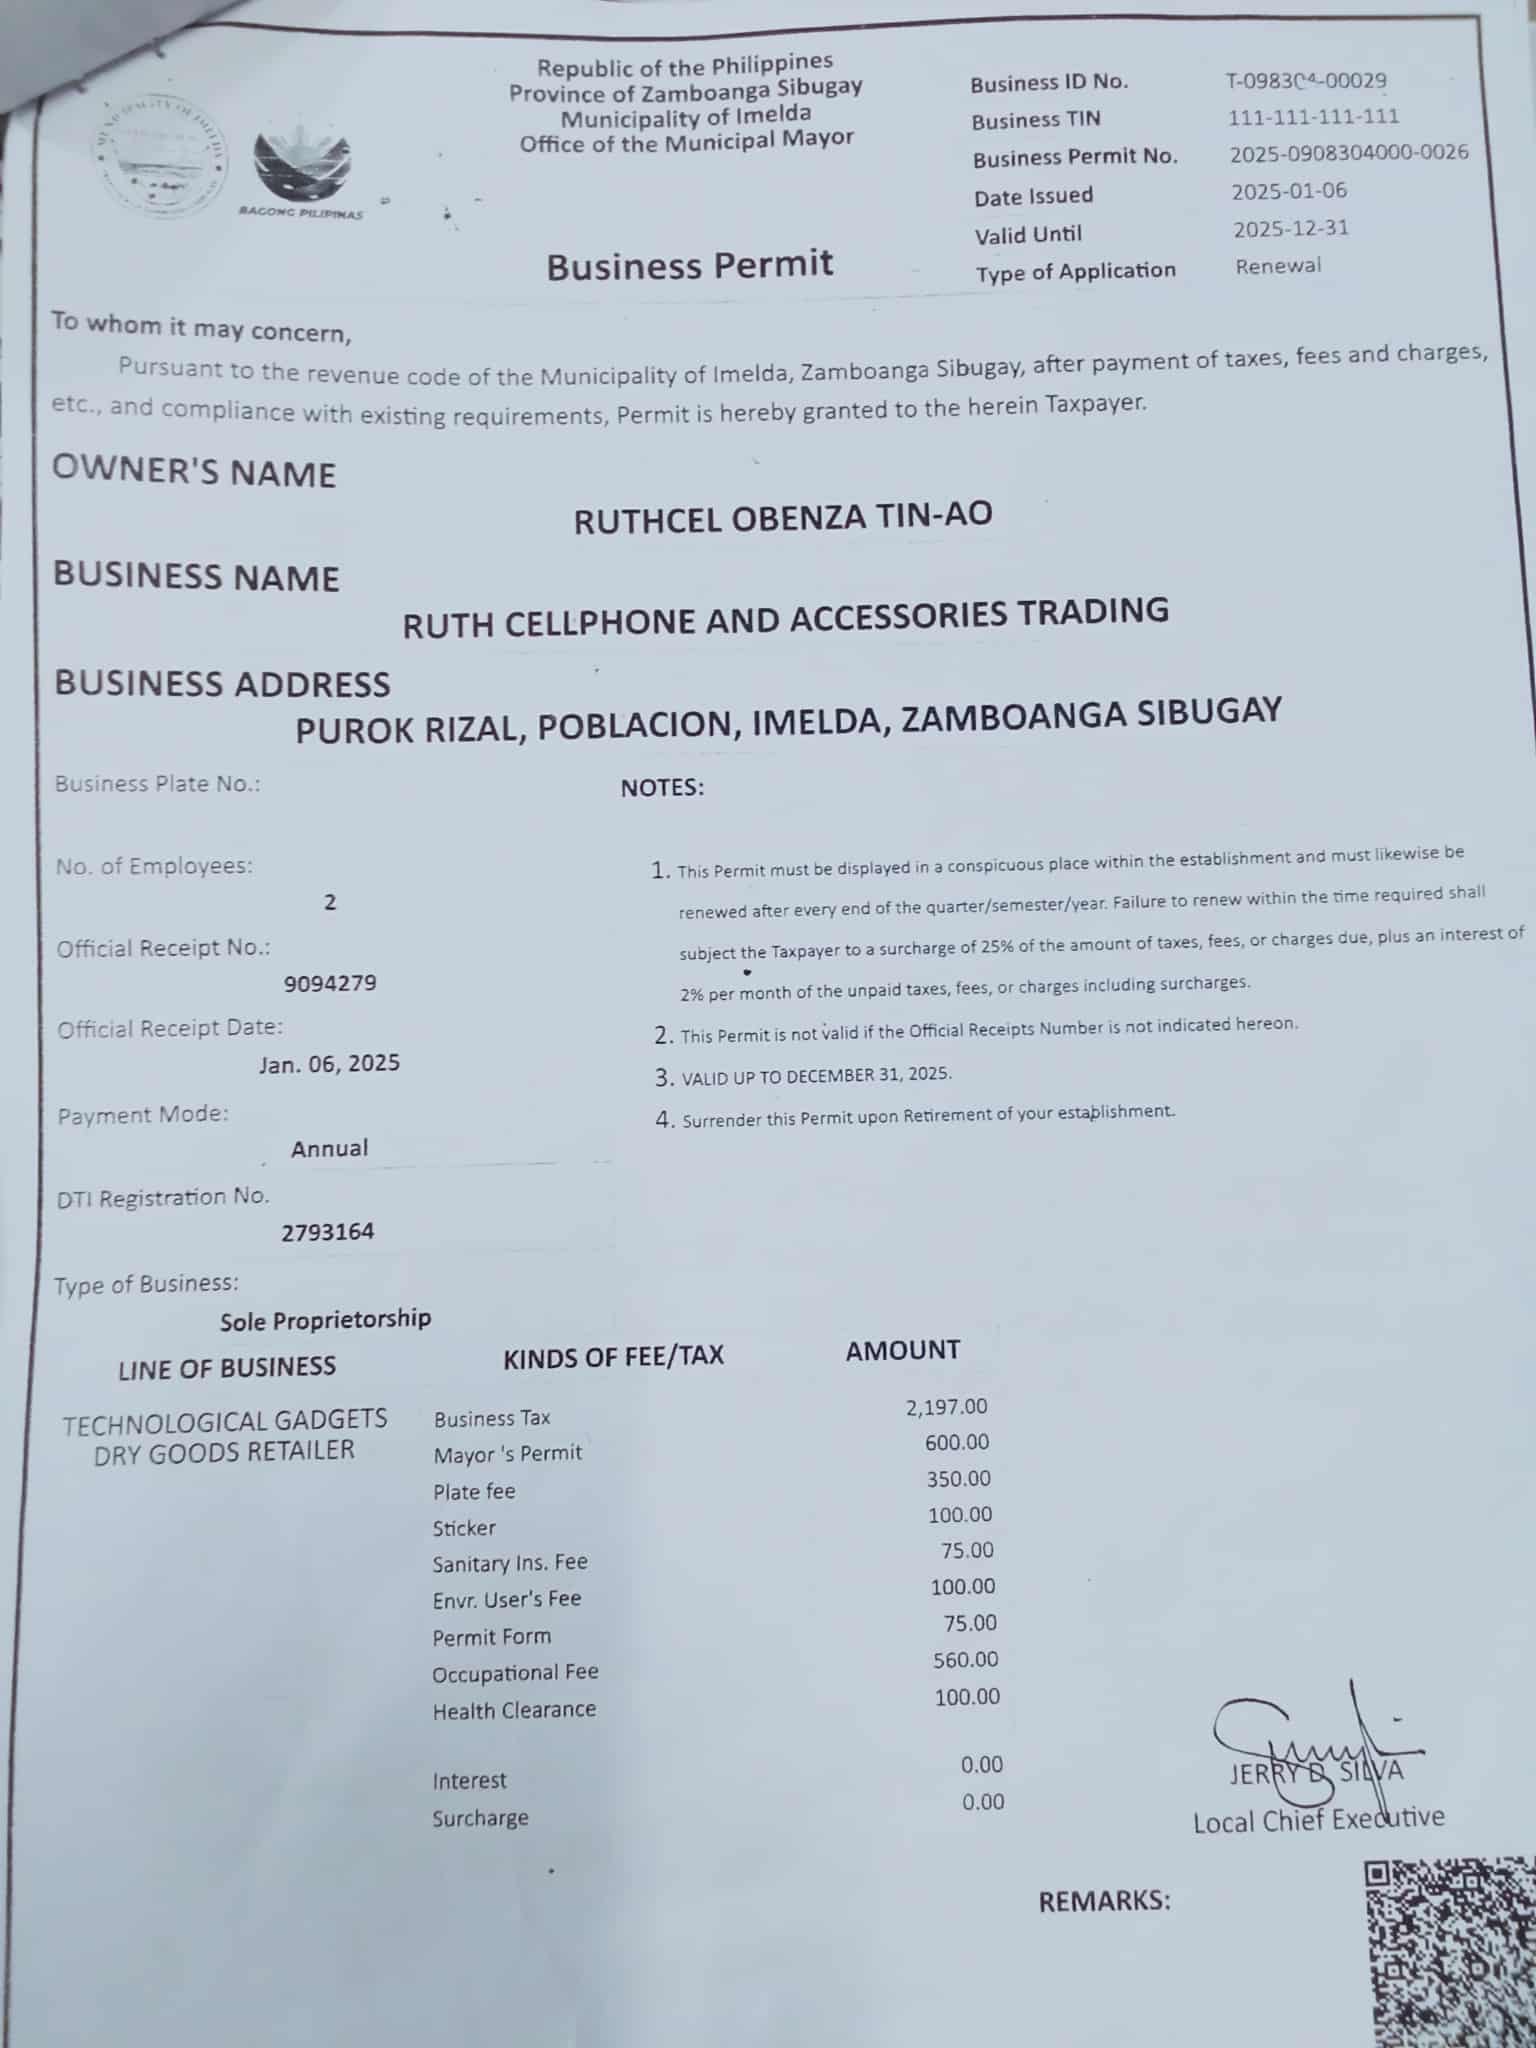 Republic of the Philippines
Province of Zamboanga Sibugay
Municipality of Imelda
Office of the Municipal Mayor
BAGONG PILIPINAS
Business Permit
Business ID No. T-098304-00029
Business TIN 111-111-111-111
Business Permit No. 2025-0908304000-0026
Date Issued 2025-01-06
Valid Until 2025-12-31
Type of Application Renewal
To whom it may concern,
Pursuant to the revenue code of the Municipality of Imelda, Zamboanga Sibugay, after payment of taxes, fees and charges,
etc., and compliance with existing requirements, Permit is hereby granted to the herein Taxpayer.
OWNER'S NAME
RUTHCEL OBENZA TIN-AO
BUSINESS NAME
RUTH CELLPHONE AND ACCESSORIES TRADING
BUSINESS ADDRESS
PUROK RIZAL, POBLACION, IMELDA, ZAMBOANGA SIBUGAY
Business Plate No.:
No. of Employees:
2
Official Receipt No.:
9094279
Official Receipt Date:
Jan. 06, 2025
Payment Mode:
Annual
DTI Registration No.
2793164
Type of Business:
Sole Proprietorship
NOTES:
1. This Permit must be displayed in a conspicuous place within the establishment and must likewise be
renewed after every end of the quarter/semester/year. Failure to renew within the time required shall
subject the Taxpayer to a surcharge of 25% of the amount of taxes, fees, or charges due, plus an interest of
2% per month of the unpaid taxes, fees, or charges including surcharges.
2. This Permit is not valid if the Official Receipts Number is not indicated hereon.
3. VALID UP TO DECEMBER 31, 2025.
4. Surrender this Permit upon Retirement of your establishment.
LINE OF BUSINESS KINDS OF FEE/TAX AMOUNT
TECHNOLOGICAL GADGETS
DRY GOODS RETAILER
Business Tax 2,197.00
Mayor 's Permit 600.00
Plate fee 350.00
Sticker 100.00
Sanitary Ins. Fee 75.00
Envr. User's Fee 100.00
Permit Form 75.00
Occupational Fee 560.00
Health Clearance 100.00
Interest 0.00
Surcharge 0.00
JERRY D. SILVA
Local Chief Executive
REMARKS: